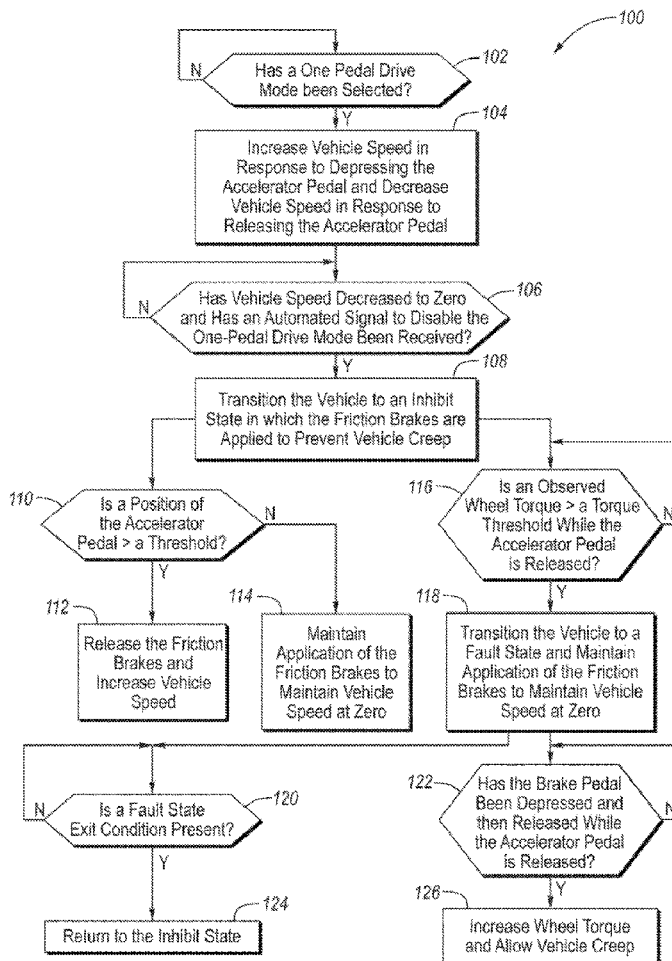 100
102
N
Has a One Pedal Drive
Mode been Selected?
Y
104
Increase Vehicle Speed in
Response to Depressing the
Accelerator Pedal and Decrease
Vehicle Speed in Response to
Releasing the Accelerator Pedal
N
106
Has Vehicle Speed Decreased to Zero
and Has an Automated Signal to Disable the
One-Pedal Drive Mode Been Received?
Y
108
Transition the Vehicle to an Inhibit
State in which the Friction Brakes are
Applied to Prevent Vehicle Creep
110
Is a Position of
the Accelerator
Pedal > a Threshold?
N
Y
116
Is an Observed
Wheel Torque > a Torque
Threshold While the
Accelerator Pedal
is Released?
N
Y
112
Release the Friction
Brakes and
Increase Vehicle
Speed
114
Maintain
Application of the
Friction Brakes to
Maintain Vehicle
Speed at Zero
118
Transition the Vehicle to a
Fault State and Maintain
Application of the Friction
Brakes to Maintain Vehicle
Speed at Zero
N
120
Is a Fault State
Exit Condition Present?
Y
122
Has the Brake Pedal
Been Depressed and
then Released While
the Accelerator Pedal
is Released?
N
Y
124
Return to the Inhibit State
126
Increase Wheel Torque
and Allow Vehicle Creep